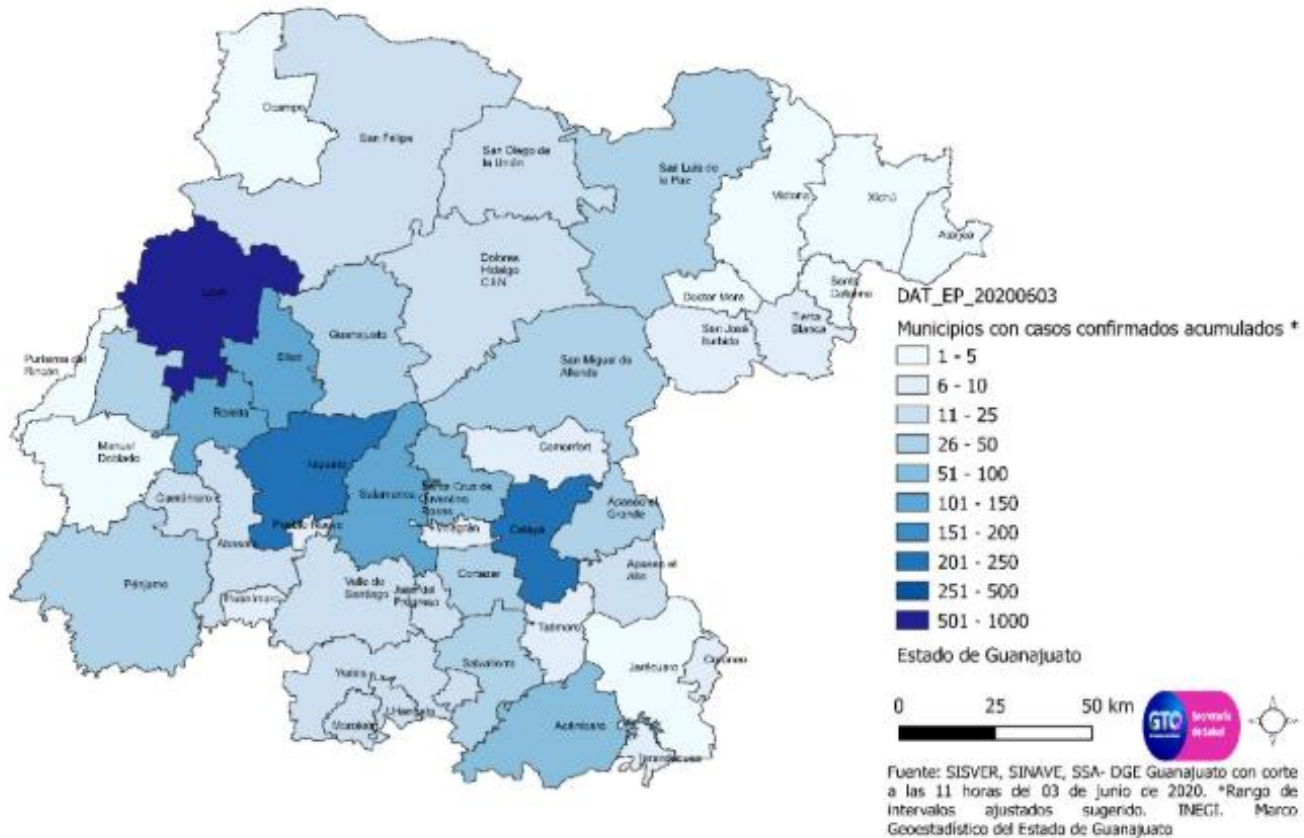 Ocampo
San Felipe
San Diego de
la Unión
San Luis de
la Paz
Victoria
Xichú
Atarjea
León
Dolores
Hidalgo
CIN
Doctor Mora
Santa
Catarina
Tierra
Blanca
San José
Iturbide
Guanajuato
Silao
San Miguel de
Allende
Purísima del
Rincón
Romita
Manuel
Doblado
Irapuato
Comonfort
Salamanca
Santa Cruz de
Juventino
Rosas
Apaseo el
Grande
Cuerámaro
Pueblo Nuevo
Villagrán
Celaya
Abasolo
Pénjamo
Valle de
Santiago
Jaral del
Progreso
Cortazar
Apaseo el
Alto
Huanímaro
Tarimoro
Yuriria
Salvatierra
Jerécuaro
Coroneo
Uriangato
Moroleón
Acámbaro
Tarandacuao
DAT_EP_20200603
Municipios con casos confirmados acumulados *
1 - 5
6 - 10
11 - 25
26 - 50
51 - 100
101 - 150
151 - 200
201 - 250
251 - 500
501 - 1000
Estado de Guanajuato
0 25 50 km
GTO
Secretaría
de Salud
Fuente: SISVER, SINAVE, SSA- DGE Guanajuato con corte
a las 11 horas del 03 de junio de 2020. *Rango de
intervalos ajustados sugerido. INEGI. Marco
Geoestadístico del Estado de Guanajuato